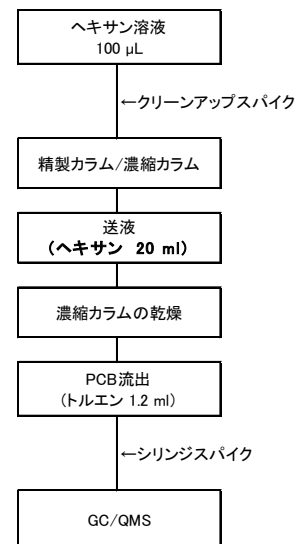 ヘキサン溶液
100 µL
←クリーンアップスパイク
精製カラム/濃縮カラム
送液
(ヘキサン 20 ml)
濃縮カラムの乾燥
PCB流出
(トルエン 1.2 ml)
←シリンジスパイク
GC/QMS